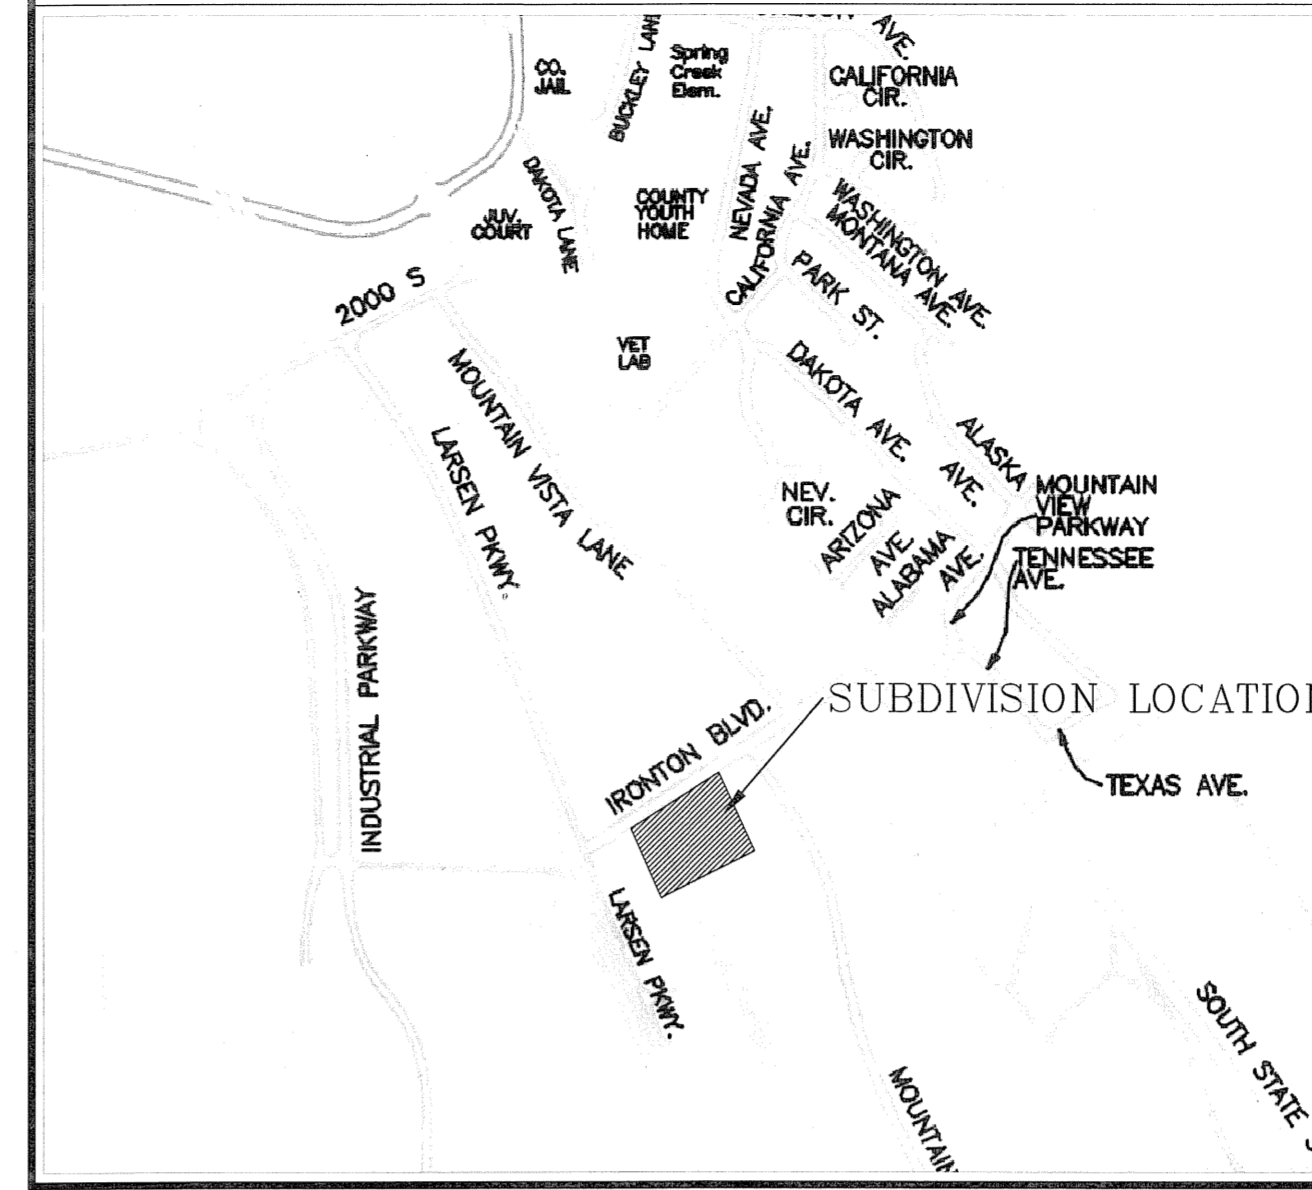 AVE.
CO.
JAIL
BUCKLEY LANE
Spring
Creek
Elem.
CALIFORNIA
CIR.
WASHINGTON
CIR.
NEVADA AVE.
CALIFORNIA AVE.
DAKOTA LANE
JUV.
COURT
COUNTY
YOUTH
HOME
WASHINGTON AVE.
MONTANA AVE.
PARK ST.
2000 S
VET
LAB
MOUNTAIN VISTA LANE
LARSEN PKWY.
DAKOTA AVE.
ALASKA
AVE.
NEV.
CIR.
ARIZONA
AVE.
ALABAMA
AVE.
MOUNTAIN
VIEW
PARKWAY
TENNESSEE
AVE.
INDUSTRIAL PARKWAY
SUBDIVISION LOCATION
IRONTON BLVD.
TEXAS AVE.
LARSEN PKWY.
SOUTH STATE
MOUNTAIN